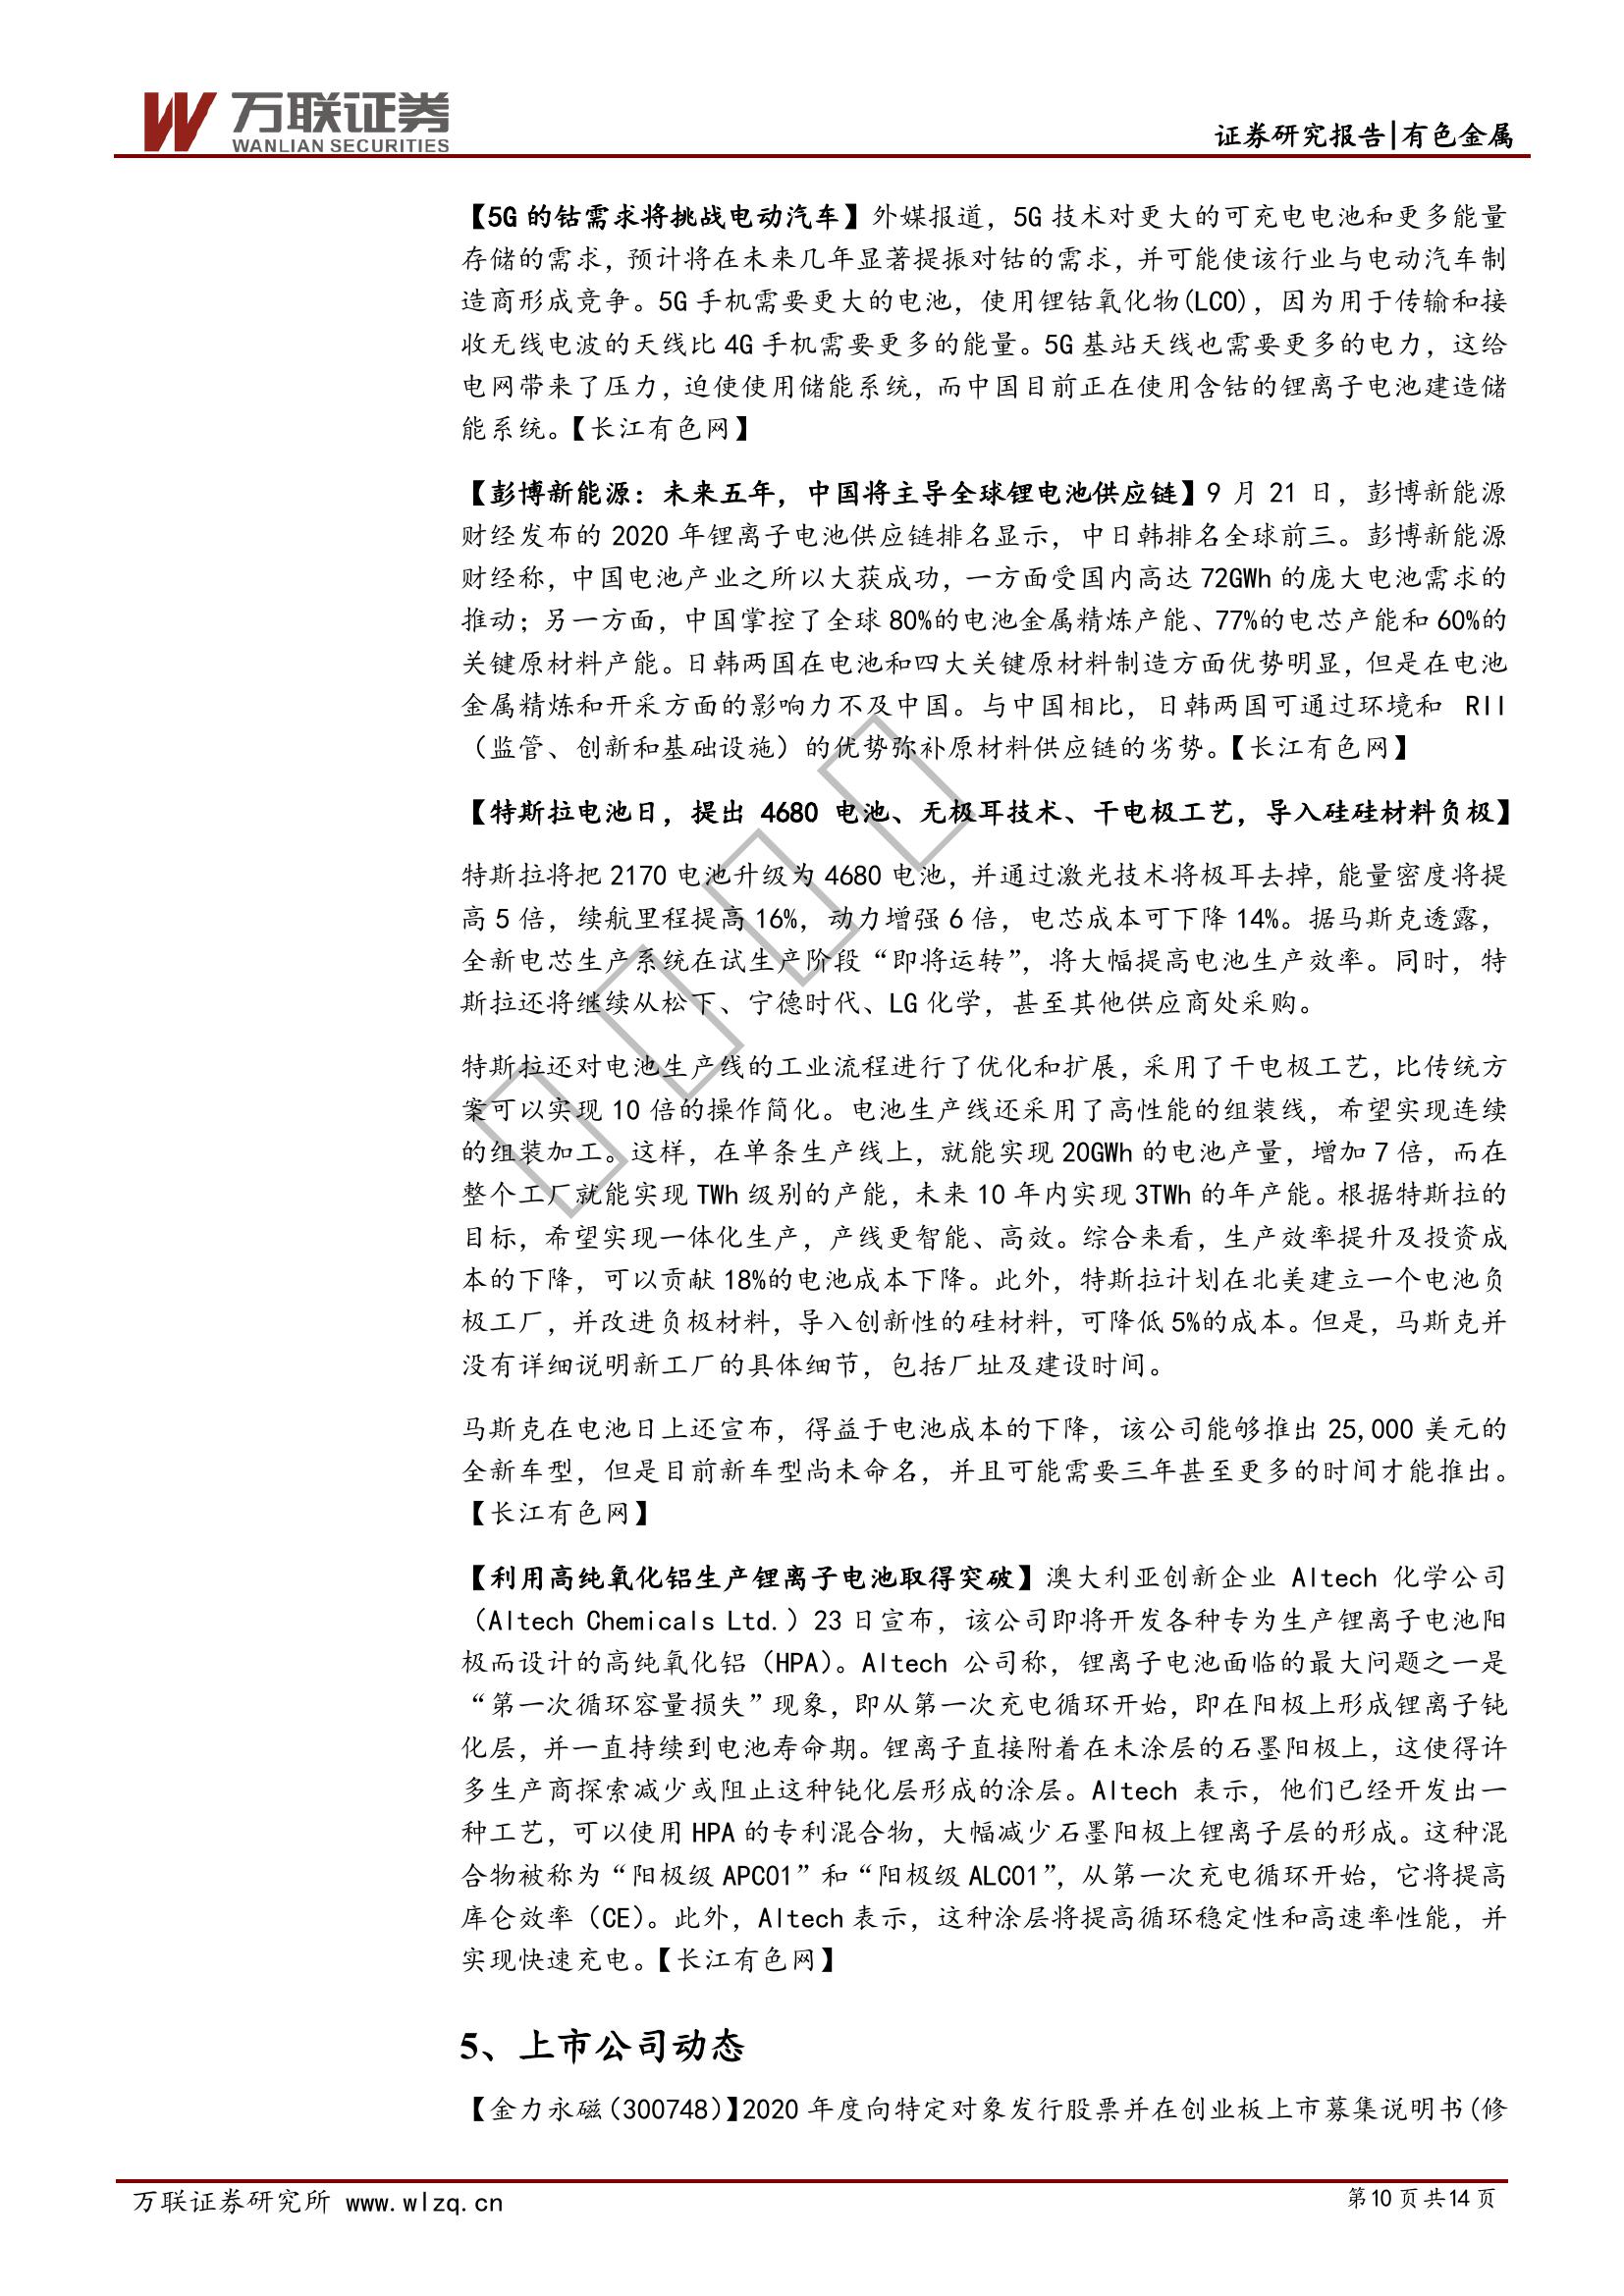 万联证券
WANLIAN SECURITIES
证券研究报告|有色金属
【5G 的钴需求将挑战电动汽车】外媒报道，5G 技术对更大的可充电电池和更多能量
存储的需求，预计将在未来几年显著提振对钴的需求，并可能使该行业与电动汽车制
造商形成竞争。5G 手机需要更大的电池，使用锂钴氧化物(LCO)，因为用于传输和接
收无线电波的天线比 4G 手机需要更多的能量。5G 基站天线也需要更多的电力，这给
电网带来了压力，迫使使用储能系统，而中国目前正在使用含钴的锂离子电池建造储
能系统。【长江有色网】
【彭博新能源：未来五年，中国将主导全球锂电池供应链】9 月 21 日，彭博新能源
财经发布的 2020 年锂离子电池供应链排名显示，中日韩排名全球前三。彭博新能源
财经称，中国电池产业之所以大获成功，一方面受国内高达 72GWh 的庞大电池需求的
推动；另一方面，中国掌控了全球 80%的电池金属精炼产能、77%的电芯产能和 60%的
关键原材料产能。日韩两国在电池和四大关键原材料制造方面优势明显，但是在电池
金属精炼和开采方面的影响力不及中国。与中国相比，日韩两国可通过环境和 RII
（监管、创新和基础设施）的优势弥补原材料供应链的劣势。【长江有色网】
【特斯拉电池日，提出 4680 电池、无极耳技术、干电极工艺，导入硅硅材料负极】
特斯拉将把 2170 电池升级为 4680 电池，并通过激光技术将极耳去掉，能量密度将提
高 5 倍，续航里程提高 16%，动力增强 6 倍，电芯成本可下降 14%。据马斯克透露，
全新电芯生产系统在试生产阶段“即将运转”，将大幅提高电池生产效率。同时，特
斯拉还将继续从松下、宁德时代、LG 化学，甚至其他供应商处采购。
特斯拉还对电池生产线的工业流程进行了优化和扩展，采用了干电极工艺，比传统方
案可以实现 10 倍的操作简化。电池生产线还采用了高性能的组装线，希望实现连续
的组装加工。这样，在单条生产线上，就能实现 20GWh 的电池产量，增加 7 倍，而在
整个工厂就能实现 TWh 级别的产能，未来 10 年内实现 3TWh 的年产能。根据特斯拉的
目标，希望实现一体化生产，产线更智能、高效。综合来看，生产效率提升及投资成
本的下降，可以贡献 18%的电池成本下降。此外，特斯拉计划在北美建立一个电池负
极工厂，并改进负极材料，导入创新性的硅材料，可降低 5%的成本。但是，马斯克并
没有详细说明新工厂的具体细节，包括厂址及建设时间。
马斯克在电池日上还宣布，得益于电池成本的下降，该公司能够推出 25,000 美元的
全新车型，但是目前新车型尚未命名，并且可能需要三年甚至更多的时间才能推出。
【长江有色网】
【利用高纯氧化铝生产锂离子电池取得突破】澳大利亚创新企业 Altech 化学公司
（Altech Chemicals Ltd.）23 日宣布，该公司即将开发各种专为生产锂离子电池阳
极而设计的高纯氧化铝（HPA）。Altech 公司称，锂离子电池面临的最大问题之一是
“第一次循环容量损失”现象，即从第一次充电循环开始，即在阳极上形成锂离子钝
化层，并一直持续到电池寿命期。锂离子直接附着在未涂层的石墨阳极上，这使得许
多生产商探索减少或阻止这种钝化层形成的涂层。Altech 表示，他们已经开发出一
种工艺，可以使用 HPA 的专利混合物，大幅减少石墨阳极上锂离子层的形成。这种混
合物被称为“阳极级 APC01”和“阳极级 ALC01”，从第一次充电循环开始，它将提高
库仑效率（CE）。此外，Altech 表示，这种涂层将提高循环稳定性和高速率性能，并
实现快速充电。【长江有色网】
5、上市公司动态
【金力永磁（300748）】2020 年度向特定对象发行股票并在创业板上市募集说明书(修
万联证券研究所 www.wlzq.cn
第10页共14页